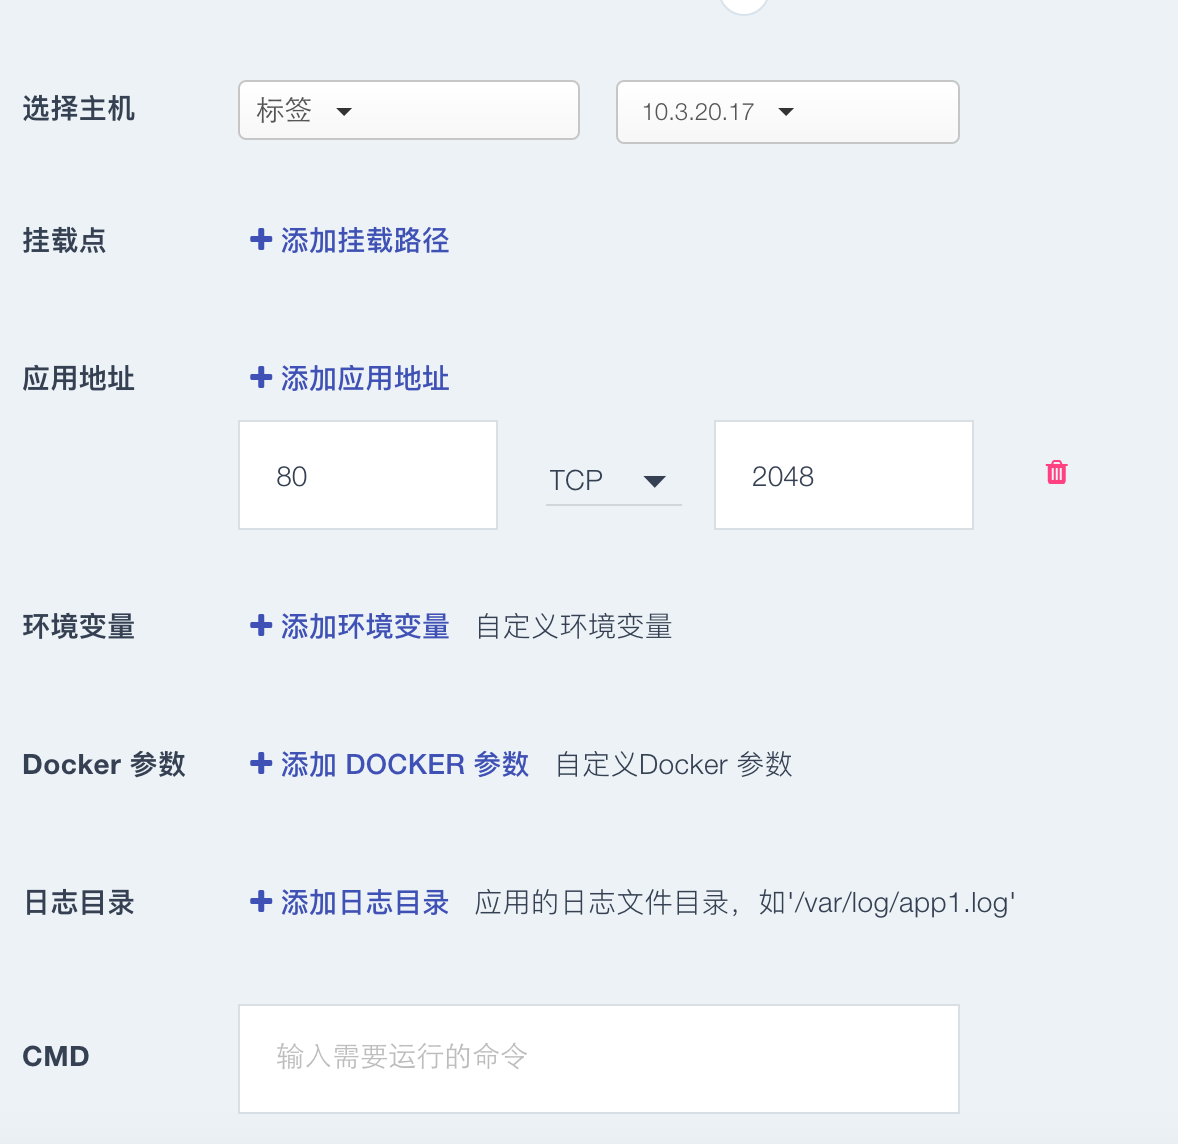 选择主机 标签 10.3.20.17
挂载点 添加挂载路径
应用地址 添加应用地址
80 TCP 2048
环境变量 添加环境变量 自定义环境变量
Docker 参数 添加 DOCKER 参数 自定义Docker 参数
日志目录 添加日志目录 应用的日志文件目录，如'/var/log/app1.log'
CMD 输入需要运行的命令